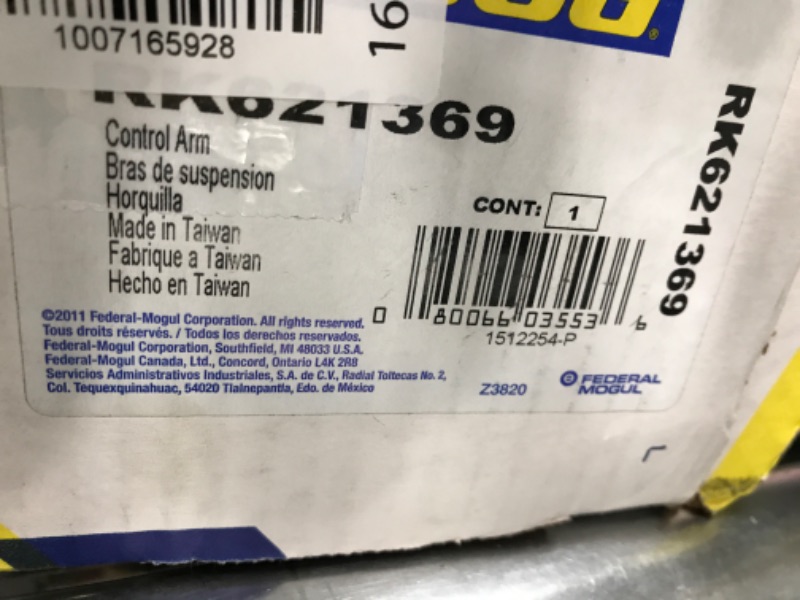 1007165928
16
RK621369
Control Arm
Bras de suspension
Horquilla
Made in Taiwan
Fabrique a Taiwan
Hecho en Taiwan
CONT: 1
RK621369
0 80066 03553 6
1512254-P
©2011 Federal-Mogul Corporation. All rights reserved.
Tous droits réservés. / Todos los derechos reservados.
Federal-Mogul Corporation, Southfield, MI 48033 U.S.A.
Federal-Mogul Canada, Ltd., Concord, Ontario L4K 2R8
Servicios Administrativos Industriales, S.A. de C.V., Radial Toltecas No. 2,
Col. Tequexquinahuac, 54020 Tlalnepantla, Edo. de México
Z3820
FEDERAL
MOGUL